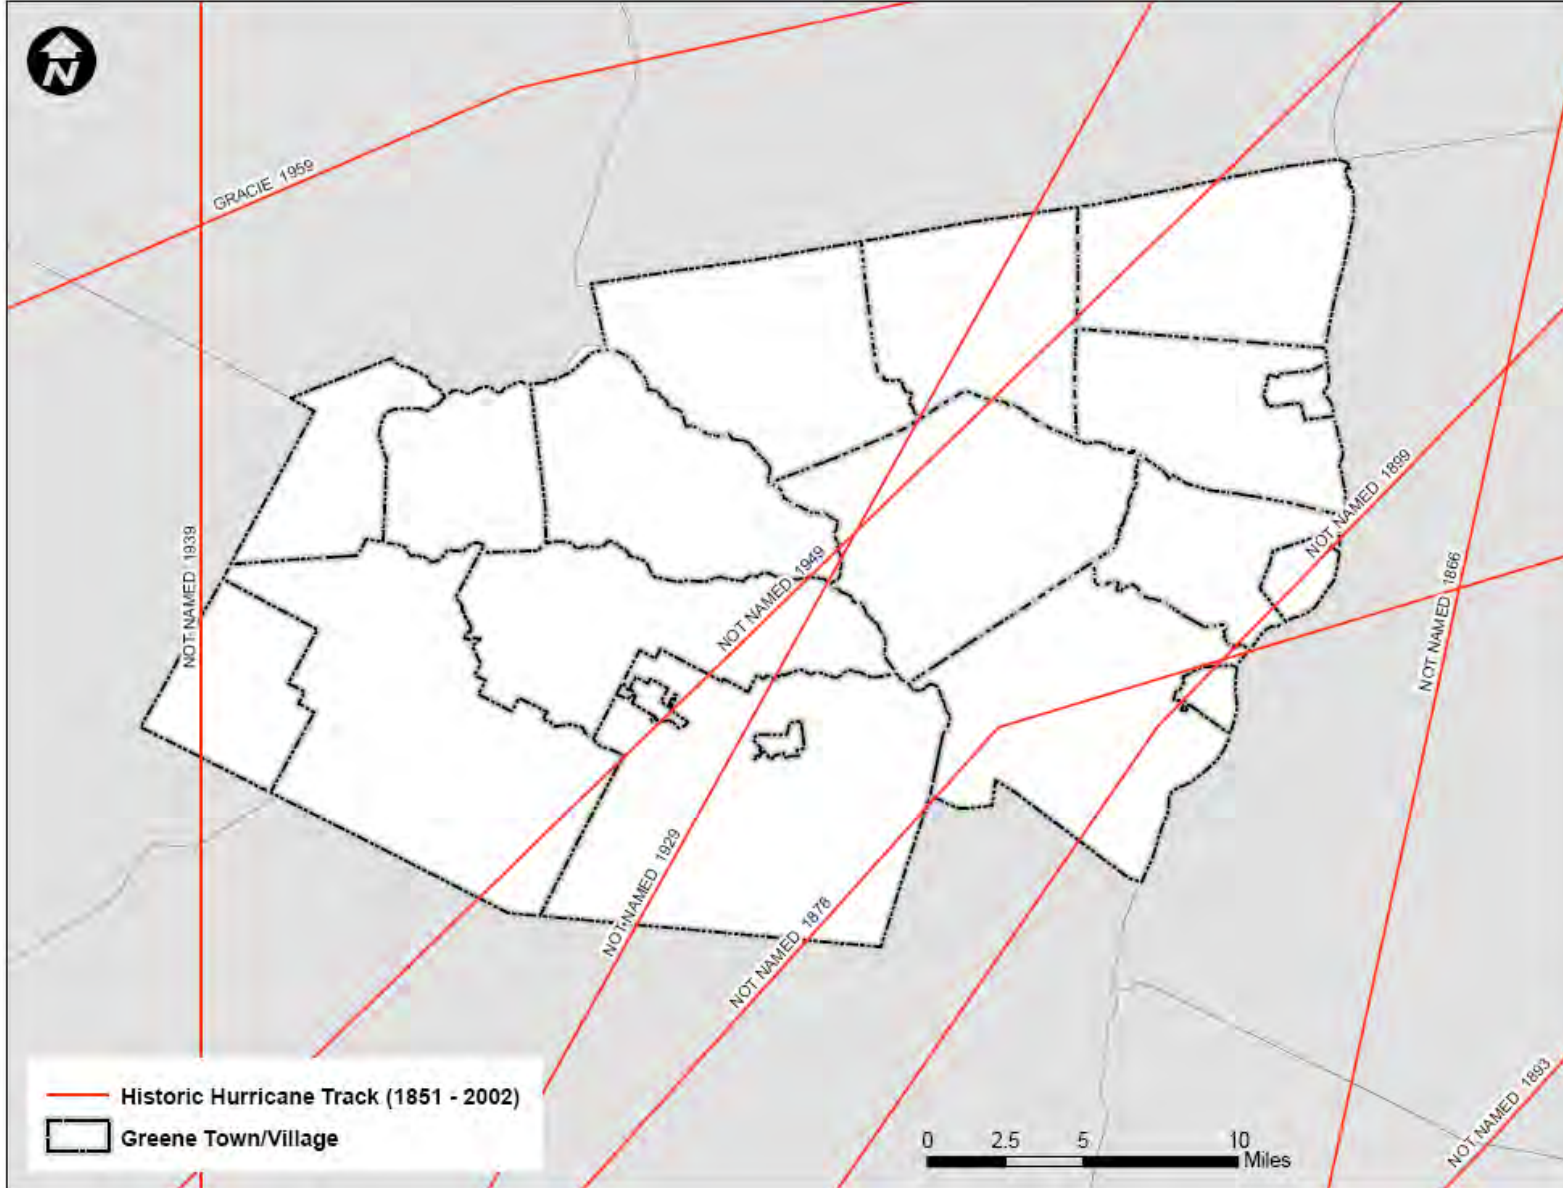 N
GRACIE 1959
NOT NAMED 1939
NOT NAMED 1949
NOT NAMED 1899
NOT NAMED 1866
NOT NAMED 1929
NOT NAMED 1878
NOT NAMED 1893
Historic Hurricane Track (1851 - 2002)
Greene Town/Village
0 2.5 5 10
Miles